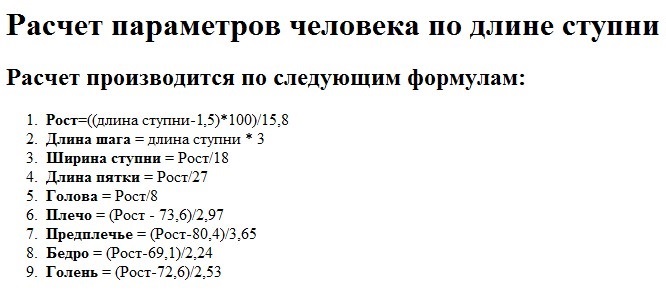 Расчет параметров человека по длине ступни
Расчет производится по следующим формулам:
1. Рост=((длина ступни-1,5)*100)/15,8
2. Длина шага = длина ступни * 3
3. Ширина ступни = Рост/18
4. Длина пятки = Рост/27
5. Голова = Рост/8
6. Плечо = (Рост - 73,6)/2,97
7. Предплечье = (Рост-80,4)/3,65
8. Бедро = (Рост-69,1)/2,24
9. Голень = (Рост-72,6)/2,53